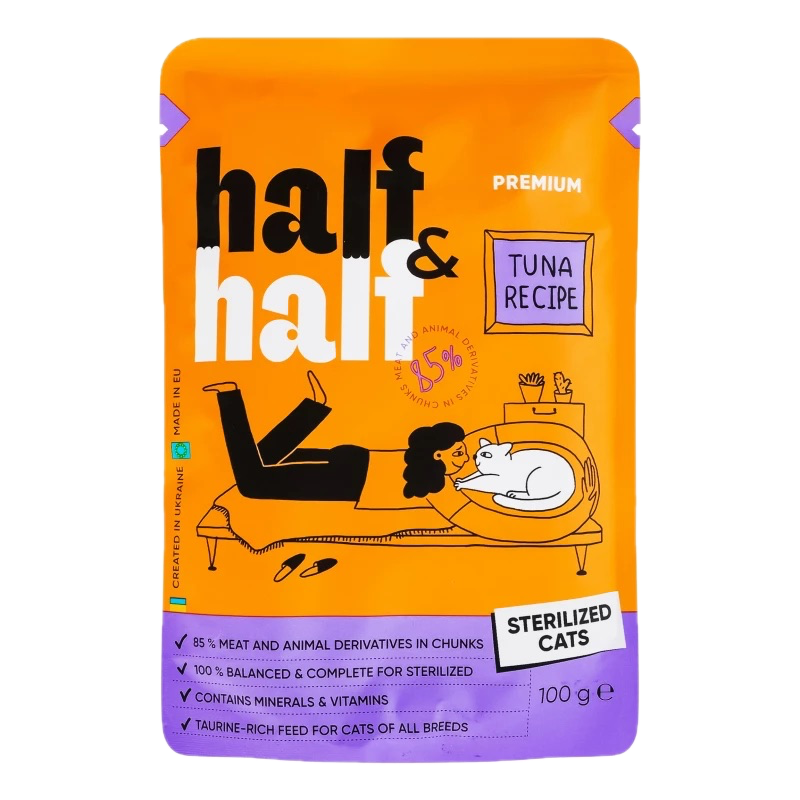 half
&
half
PREMIUM
TUNA
RECIPE
85%
MEAT AND ANIMAL DERIVATIVES IN CHUNKS
CREATED IN UKRAINE
MADE IN EU
STERILIZED
CATS
✓ 85 % MEAT AND ANIMAL DERIVATIVES IN CHUNKS
✓ 100 % BALANCED & COMPLETE FOR STERILIZED
✓ CONTAINS MINERALS & VITAMINS
✓ TAURINE-RICH FEED FOR CATS OF ALL BREEDS
100 g ℮